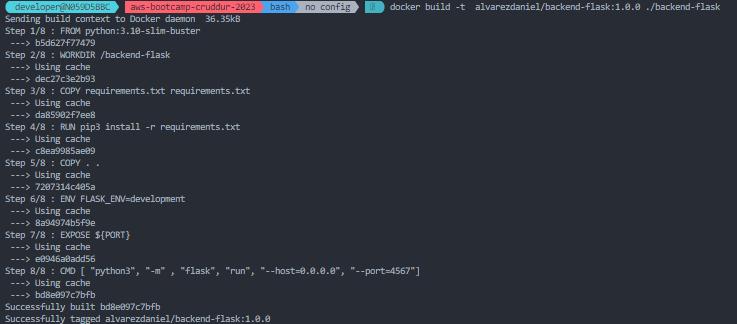 developer@N059D5BBC aws-bootcamp-cruddur-2023 bash no config docker build -t alvarezdaniel/backend-flask:1.0.0 ./backend-flask
Sending build context to Docker daemon 36.35kB
Step 1/8 : FROM python:3.10-slim-buster
---> b5d627f77479
Step 2/8 : WORKDIR /backend-flask
---> Using cache
---> dec27c3e2b93
Step 3/8 : COPY requirements.txt requirements.txt
---> Using cache
---> da85902f7ee8
Step 4/8 : RUN pip3 install -r requirements.txt
---> Using cache
---> c8ea9985ae09
Step 5/8 : COPY . .
---> Using cache
---> 7207314c405a
Step 6/8 : ENV FLASK_ENV=development
---> Using cache
---> 8a94974b5f9e
Step 7/8 : EXPOSE ${PORT}
---> Using cache
---> e0946a0add56
Step 8/8 : CMD [ "python3", "-m" , "flask", "run", "--host=0.0.0.0", "--port=4567"]
---> Using cache
---> bd8e097c7bfb
Successfully built bd8e097c7bfb
Successfully tagged alvarezdaniel/backend-flask:1.0.0